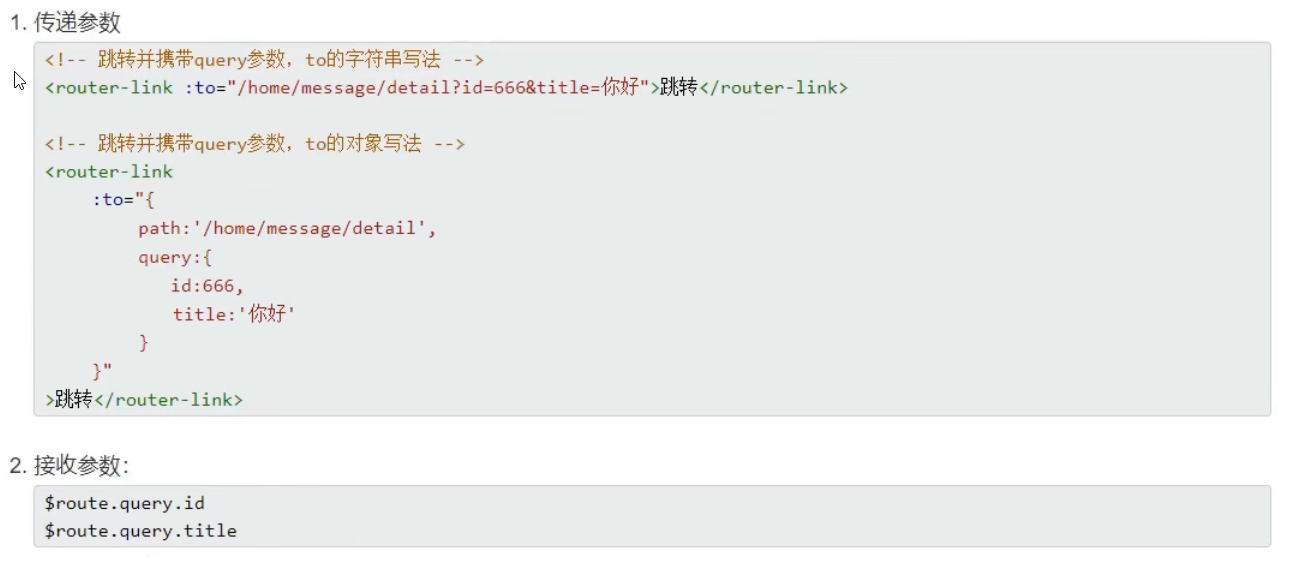 1. 传递参数
<!-- 跳转并携带query参数，to的字符串写法 -->
<router-link :to="/home/message/detail?id=666&title=你好">跳转</router-link>
<!-- 跳转并携带query参数，to的对象写法 -->
<router-link
:to="{
path:'/home/message/detail',
query:{
id:666,
title:'你好'
}
}"
>跳转</router-link>
2. 接收参数：
$route.query.id
$route.query.title